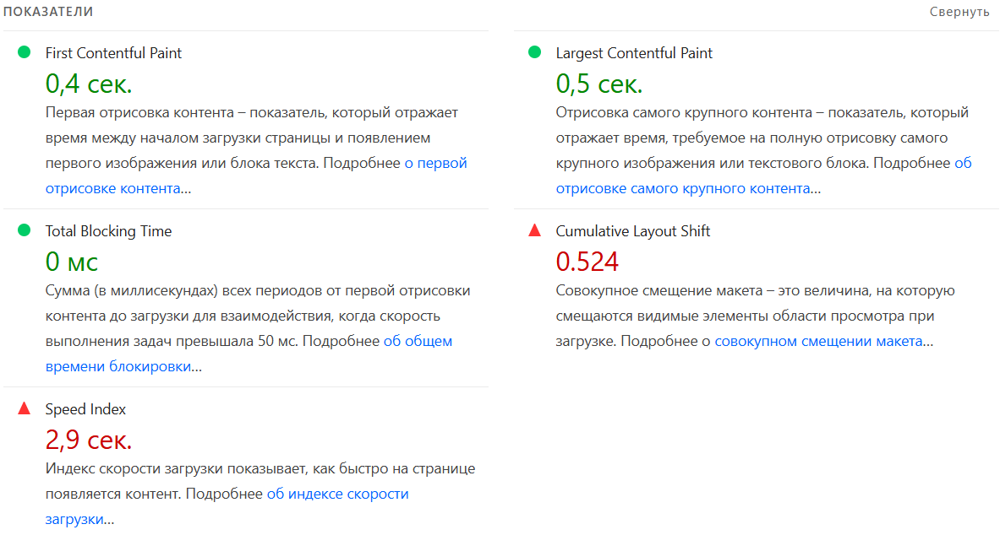 ПОКАЗАТЕЛИ
Свернуть
First Contentful Paint
0,4 сек.
Первая отрисовка контента – показатель, который отражает
время между началом загрузки страницы и появлением
первого изображения или блока текста. Подробнее о первой
отрисовке контента...
Largest Contentful Paint
0,5 сек.
Отрисовка самого крупного контента – показатель, который
отражает время, требуемое на полную отрисовку самого
крупного изображения или текстового блока. Подробнее об
отрисовке самого крупного контента...
Total Blocking Time
0 мс
Сумма (в миллисекундах) всех периодов от первой отрисовки
контента до загрузки для взаимодействия, когда скорость
выполнения задач превышала 50 мс. Подробнее об общем
времени блокировки...
Cumulative Layout Shift
0.524
Совокупное смещение макета – это величина, на которую
смещаются видимые элементы области просмотра при
загрузке. Подробнее о совокупном смещении макета...
Speed Index
2,9 сек.
Индекс скорости загрузки показывает, как быстро на странице
появляется контент. Подробнее об индексе скорости
загрузки...